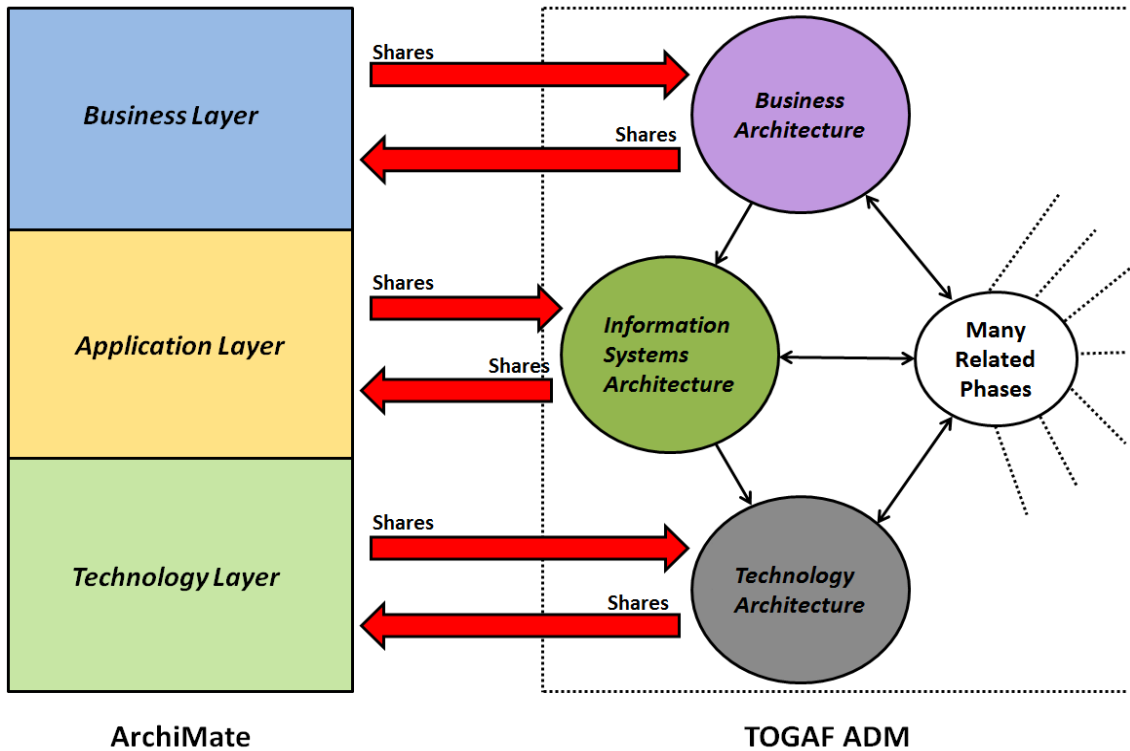 Shares
Business Layer
Business
Architecture
Shares
Shares
Application Layer
Information
Systems
Architecture
Many
Related
Phases
Shares
Shares
Technology Layer
Technology
Architecture
Shares
ArchiMate
TOGAF ADM